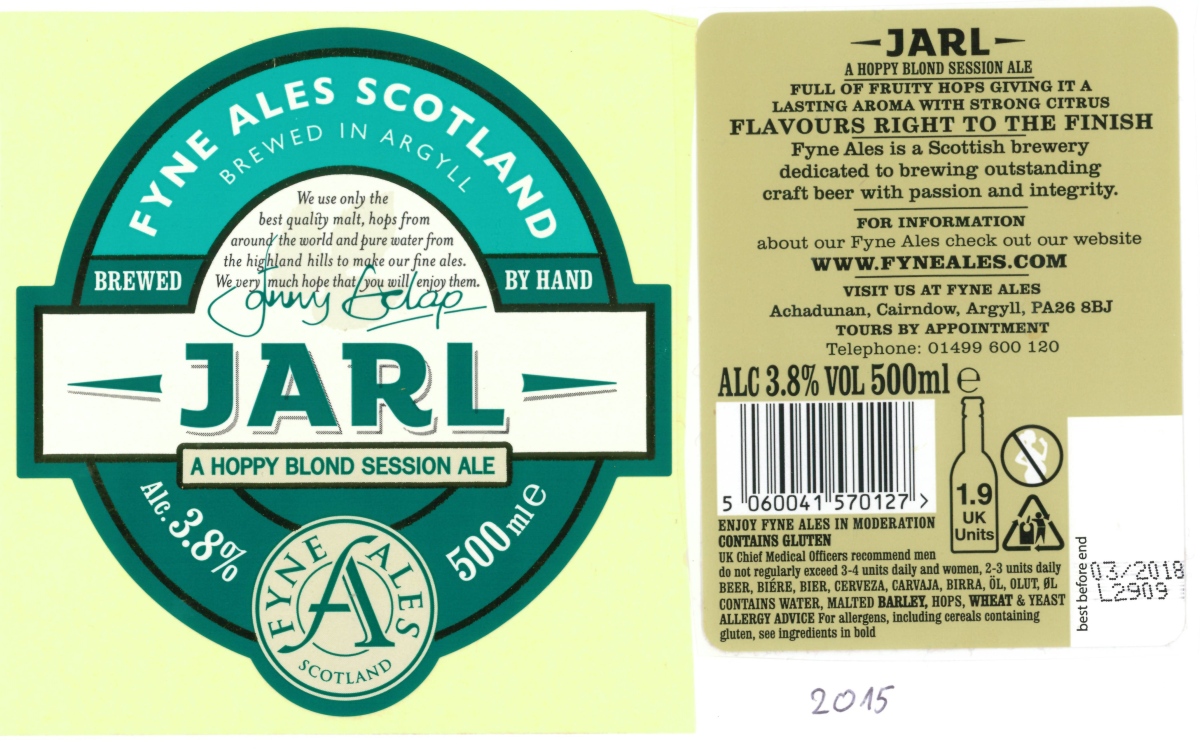 FYNE ALES SCOTLAND
BREWED IN ARGYLL
We use only the
best quality malt, hops from
around the world and pure water from
the highland hills to make our fine ales.
We very much hope that you will enjoy them.
BREWED
BY HAND
JARL
A HOPPY BLOND SESSION ALE
Alc. 3.8%
500ml e
FYNE ALES
A
SCOTLAND
JARL
A HOPPY BLOND SESSION ALE
FULL OF FRUITY HOPS GIVING IT A
LASTING AROMA WITH STRONG CITRUS
FLAVOURS RIGHT TO THE FINISH
Fyne Ales is a Scottish brewery
dedicated to brewing outstanding
craft beer with passion and integrity.
FOR INFORMATION
about our Fyne Ales check out our website
WWW.FYNEALES.COM
VISIT US AT FYNE ALES
Achadunan, Cairndow, Argyll, PA26 8BJ
TOURS BY APPOINTMENT
Telephone: 01499 600 120
ALC 3.8% VOL 500ml e
5 060041 570127 >
1.9
UK
Units
ENJOY FYNE ALES IN MODERATION
CONTAINS GLUTEN
UK Chief Medical Officers recommend men
do not regularly exceed 3-4 units daily and women, 2-3 units daily
BEER, BIÉRE, BIER, CERVEZA, CARVAJA, BIRRA, ÖL, OLUT, ØL
CONTAINS WATER, MALTED BARLEY, HOPS, WHEAT & YEAST
ALLERGY ADVICE For allergens, including cereals containing
gluten, see ingredients in bold
best before end
03/2018
L2909
2015